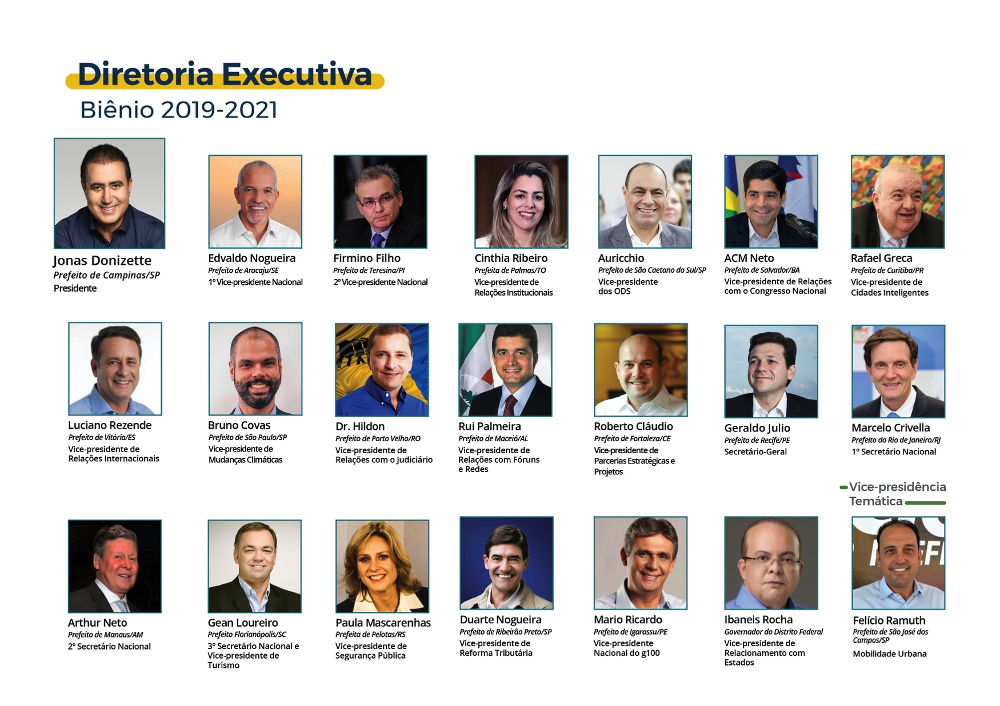 Diretoria Executiva
Biênio 2019-2021
Jonas Donizette
Prefeito de Campinas/SP
Presidente
Edvaldo Nogueira
Prefeito de Aracaju/SE
1º Vice-presidente Nacional
Firmino Filho
Prefeito de Teresina/PI
2º Vice-presidente Nacional
Cinthia Ribeiro
Prefeita de Palmas/TO
Vice-presidente de
Relações Institucionais
Auricchio
Prefeito de São Caetano do Sul/SP
Vice-presidente
dos ODS
ACM Neto
Prefeito de Salvador/BA
Vice-presidente de Relações
com o Congresso Nacional
Rafael Greca
Prefeito de Curitiba/PR
Vice-presidente de
Cidades Inteligentes
Luciano Rezende
Prefeito de Vitória/ES
Vice-presidente de
Relações Internacionais
Bruno Covas
Prefeito de São Paulo/SP
Vice-presidente de
Mudanças Climáticas
Dr. Hildon
Prefeito de Porto Velho/RO
Vice-presidente de
Relações com o Judiciário
Rui Palmeira
Prefeito de Maceió/AL
Vice-presidente de
Relações com Fóruns
e Redes
Roberto Cláudio
Prefeito de Fortaleza/CE
Vice-presidente de
Parcerias Estratégicas e
Projetos
Geraldo Julio
Prefeito de Recife/PE
Secretário-Geral
Marcelo Crivella
Prefeito do Rio de Janeiro/RJ
1º Secretário Nacional
Arthur Neto
Prefeito de Manaus/AM
2º Secretário Nacional
Gean Loureiro
Prefeito Florianópolis/SC
3º Secretário Nacional e
Vice-presidente de
Turismo
Paula Mascarenhas
Prefeita de Pelotas/RS
Vice-presidente de
Segurança Pública
Duarte Nogueira
Prefeito de Ribeirão Preto/SP
Vice-presidente de
Reforma Tributária
Mario Ricardo
Prefeito de Igarassu/PE
Vice-presidente
Nacional do g100
Ibaneis Rocha
Governador do Distrito Federal
Vice-presidente de
Relacionamento com
Estados
Vice-presidência
Temática
Felício Ramuth
Prefeito de São José dos
Campos/SP
Mobilidade Urbana